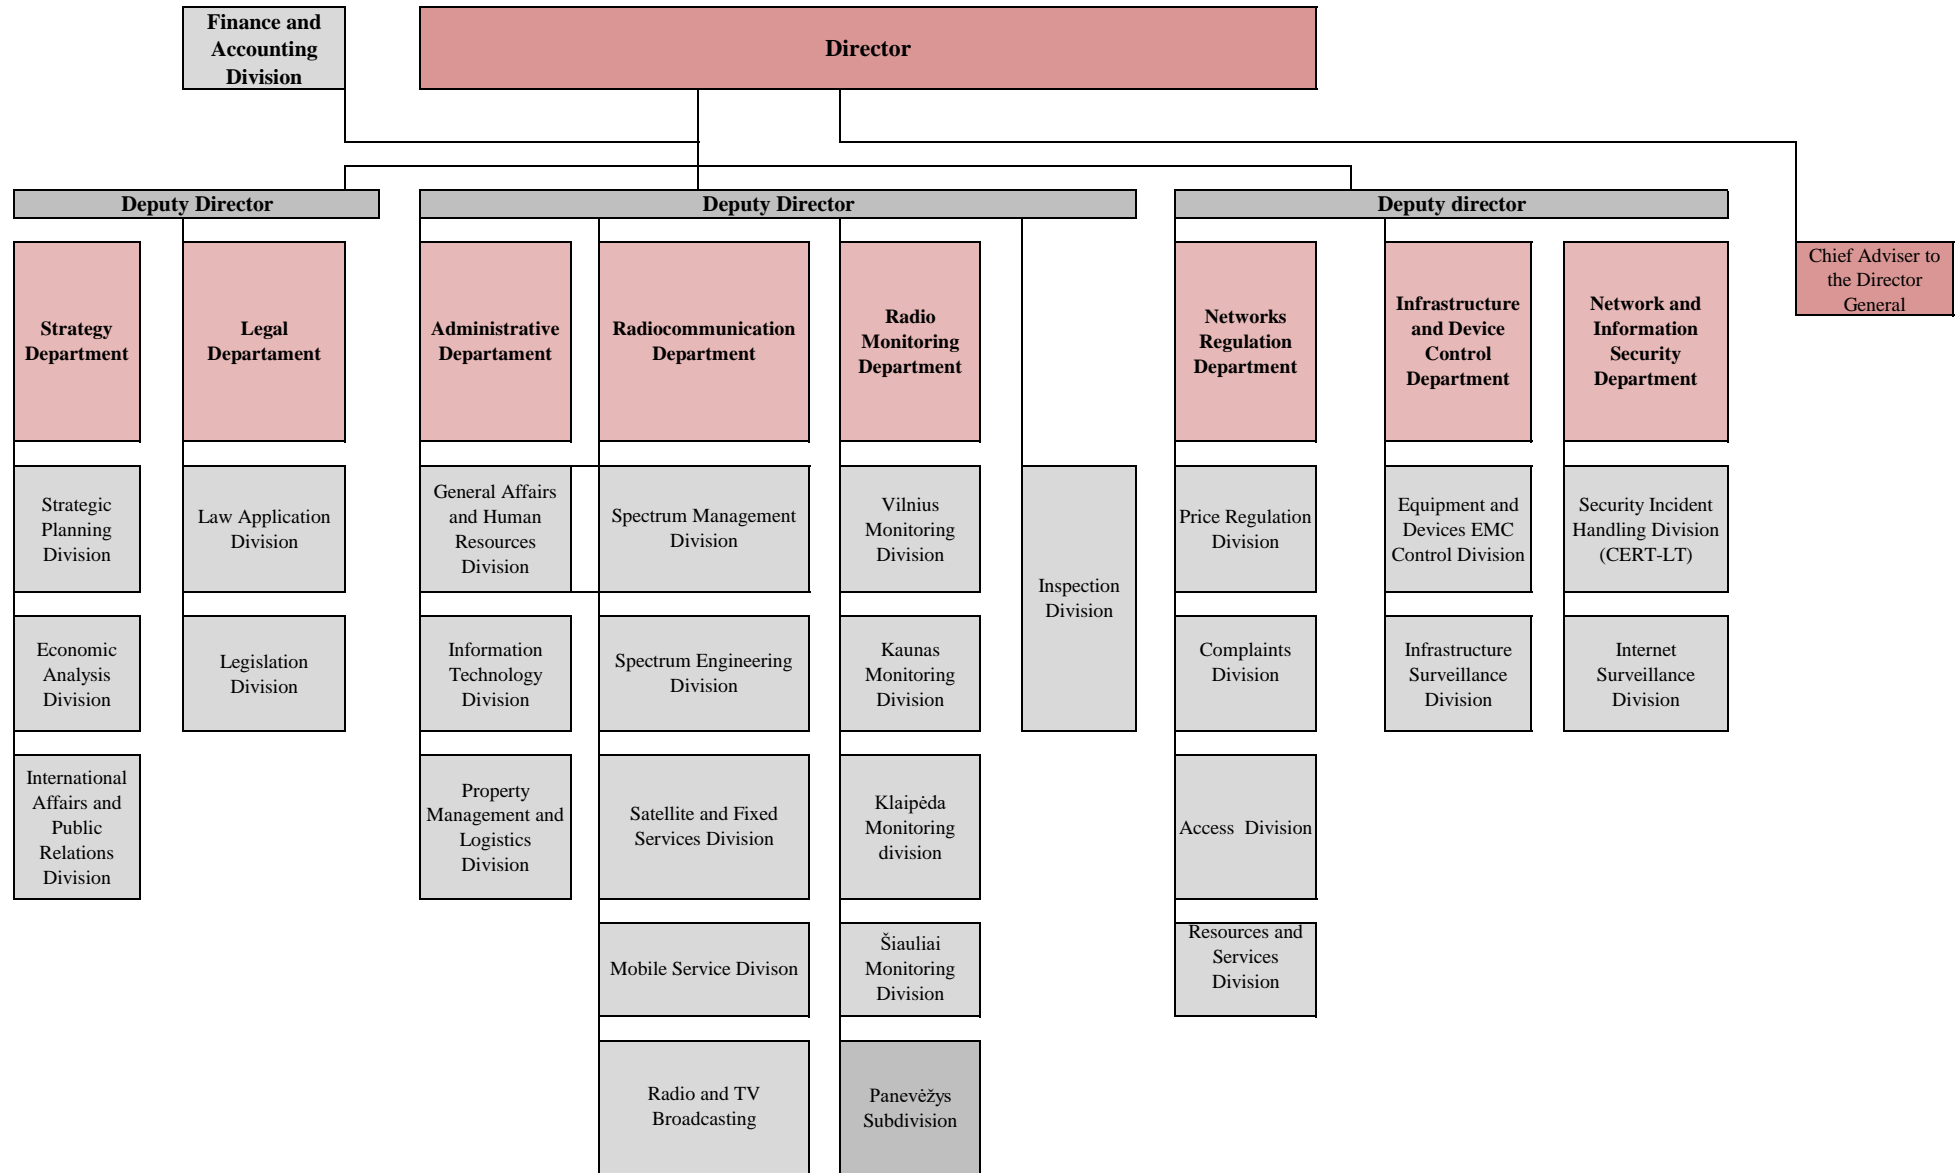 Finance and
Accounting
Division
Director
Deputy Director
Deputy Director
Deputy director
Chief Adviser to
the Director
General
Strategy
Department
Legal
Departament
Administrative
Departament
Radiocommunication
Department
Radio
Monitoring
Department
Networks
Regulation
Department
Infrastructure
and Device
Control
Department
Network and
Information
Security
Department
Strategic
Planning
Division
Law Application
Division
General Affairs
and Human
Resources
Division
Spectrum Management
Division
Vilnius
Monitoring
Division
Inspection
Division
Price Regulation
Division
Equipment and
Devices EMC
Control Division
Security Incident
Handling Division
(CERT-LT)
Economic
Analysis
Division
Legislation
Division
Information
Technology
Division
Spectrum Engineering
Division
Kaunas
Monitoring
Division
Complaints
Division
Infrastructure
Surveillance
Division
Internet
Surveillance
Division
International
Affairs and
Public
Relations
Division
Property
Management and
Logistics
Division
Satellite and Fixed
Services Division
Klaipėda
Monitoring
division
Access  Division
Mobile Service Divison
Šiauliai
Monitoring
Division
Resources and
Services
Division
Radio and TV
Broadcasting
Panevėžys
Subdivision